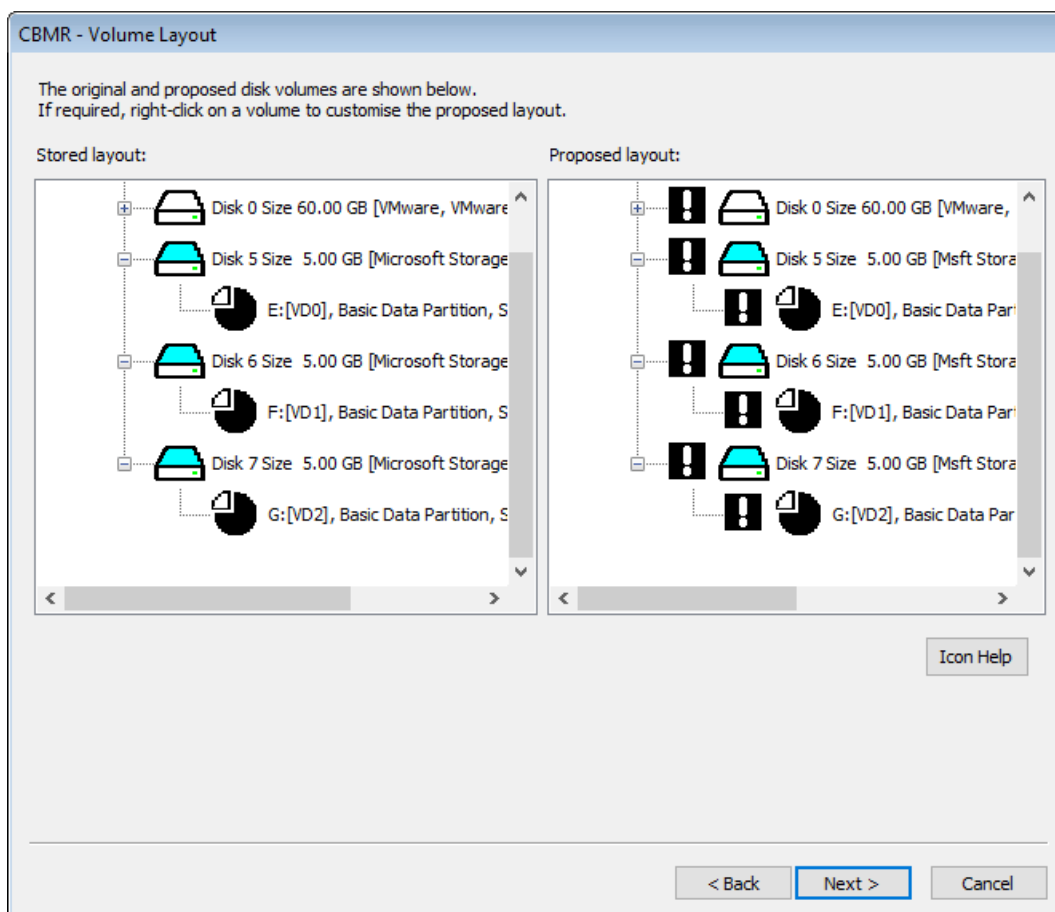 CBMR - Volume Layout
The original and proposed disk volumes are shown below.
If required, right-click on a volume to customise the proposed layout.
Stored layout:
Disk 0 Size 60.00 GB [VMware, VMware
Disk 5 Size 5.00 GB [Microsoft Storage
E:[VD0], Basic Data Partition, S
Disk 6 Size 5.00 GB [Microsoft Storage
F:[VD1], Basic Data Partition, S
Disk 7 Size 5.00 GB [Microsoft Storage
G:[VD2], Basic Data Partition, S
Proposed layout:
Disk 0 Size 60.00 GB [VMware,
Disk 5 Size 5.00 GB [Msft Stora
E:[VD0], Basic Data Part
Disk 6 Size 5.00 GB [Msft Stora
F:[VD1], Basic Data Part
Disk 7 Size 5.00 GB [Msft Stora
G:[VD2], Basic Data Par
Icon Help
< Back
Next >
Cancel